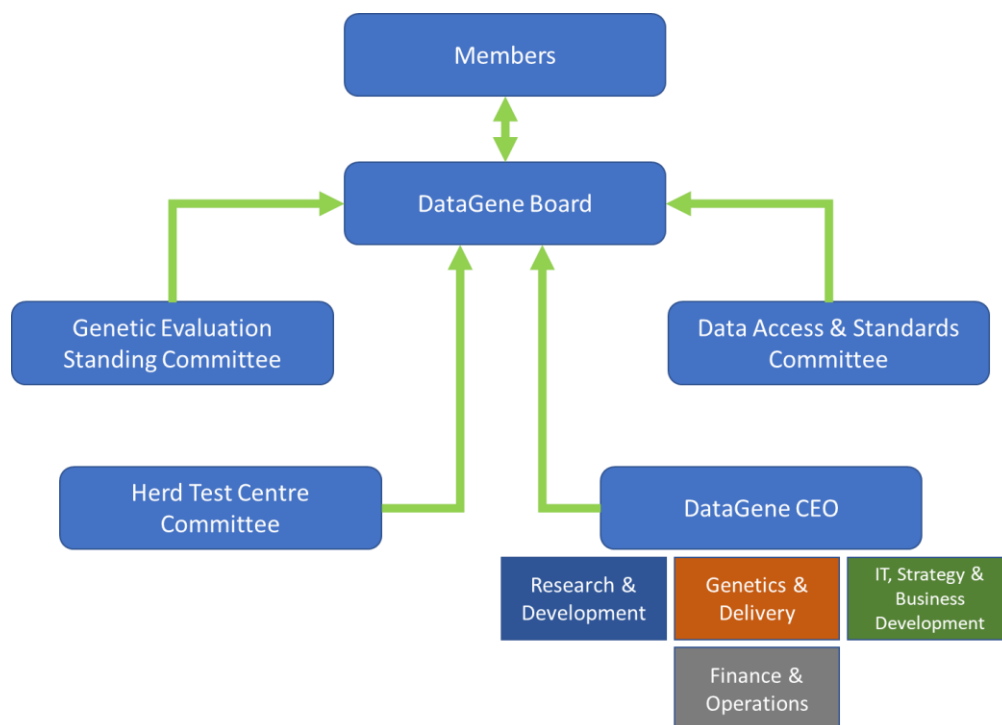 Members
DataGene Board
Genetic Evaluation
Standing Committee
Data Access & Standards
Committee
Herd Test Centre
Committee
DataGene CEO
Research &
Development
Genetics &
Delivery
IT, Strategy &
Business
Development
Finance &
Operations